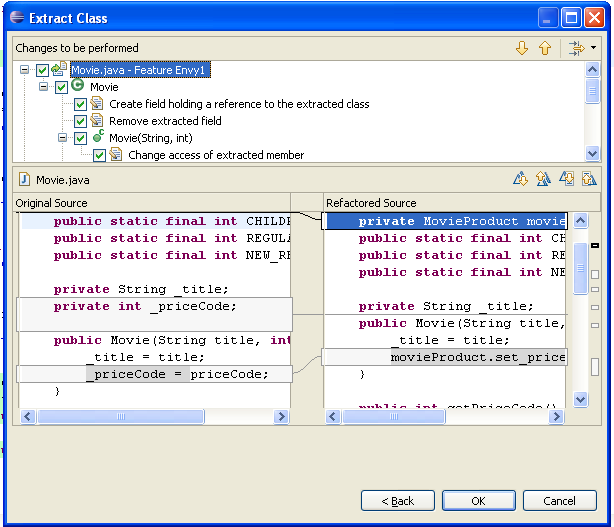 Extract Class
Changes to be performed
Movie.java - Feature Envy1
Movie
Create field holding a reference to the extracted class
Remove extracted field
Movie(String, int)
Change access of extracted member
Movie.java
Original Source
public static final int CHILDR
public static final int REGULA
public static final int NEW_RE
private String _title;
private int _priceCode;
public Movie(String title, int
_title = title;
_priceCode = priceCode;
}
Refactored Source
private MovieProduct movie
public static final int CH
public static final int RE
public static final int NE
private String _title;
public Movie(String title,
_title = title;
movieProduct.set_price
}
public int getPriceCode()
< Back
OK
Cancel